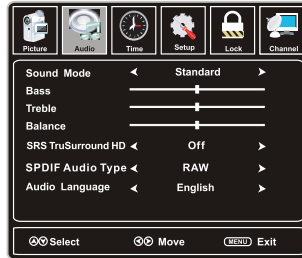 Picture Audio Time Setup Lock Channel
Sound Mode Standard
Bass
Treble
Balance
SRS TruSurround HD Off
SPDIF Audio Type RAW
Audio Language English
Select Move MENU Exit